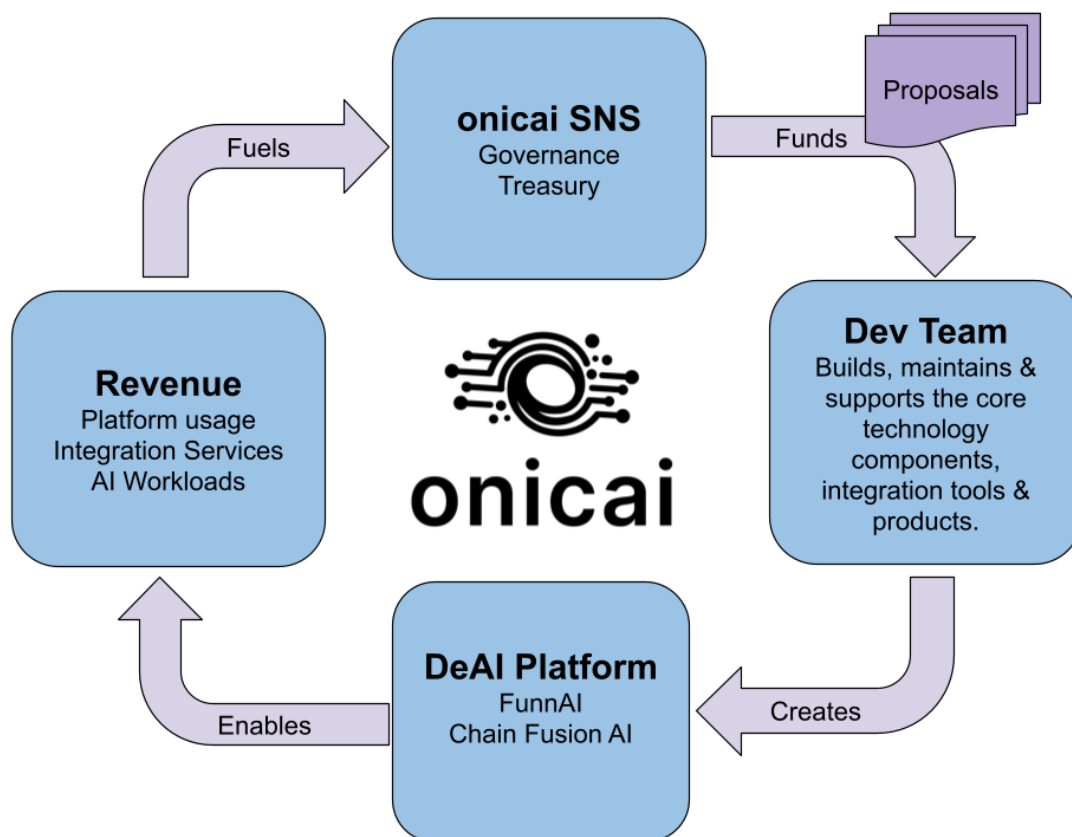 onicai SNS
Governance
Treasury
Proposals
Fuels
Funds
Revenue
Platform usage
Integration Services
AI Workloads
onicai
Dev Team
Builds, maintains &
supports the core
technology
components,
integration tools &
products.
DeAI Platform
FunnAI
Chain Fusion AI
Enables
Creates